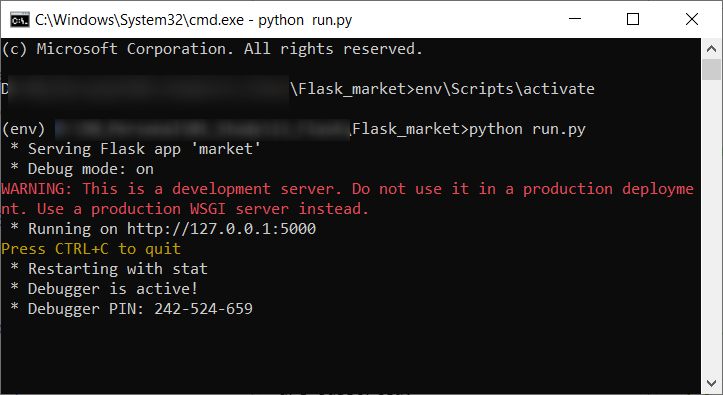 C:\Windows\System32\cmd.exe - python  run.py
(c) Microsoft Corporation. All rights reserved.
D \Flask_market>env\Scripts\activate
(env) \Flask_market>python run.py
 * Serving Flask app 'market'
 * Debug mode: on
WARNING: This is a development server. Do not use it in a production deployme
nt. Use a production WSGI server instead.
 * Running on http://127.0.0.1:5000
Press CTRL+C to quit
 * Restarting with stat
 * Debugger is active!
 * Debugger PIN: 242-524-659